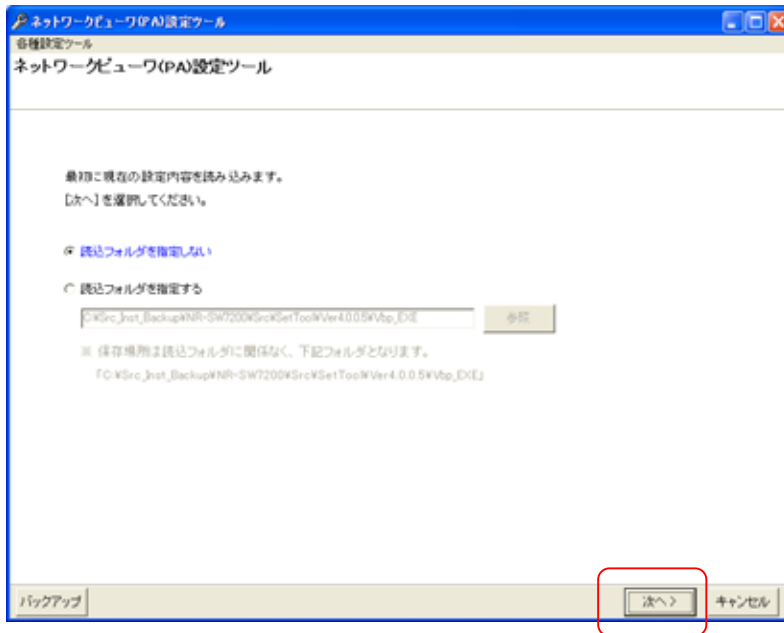 ネットワークビューワ(PA)設定ツール
各種設定ツール
ネットワークビューワ(PA)設定ツール
最初に現在の設定内容を読み込みます。
[次へ]を選択してください。
読込フォルダを指定しない
読込フォルダを指定する
C:¥Src_Inst_Backup¥NR-SW7200¥Src¥SetTool¥Ver4.0.0.5¥Vbp_EXE
参照
※ 保存場所は読込フォルダに関係なく、下記フォルダとなります。
「C:¥Src_Inst_Backup¥NR-SW7200¥Src¥SetTool¥Ver4.0.0.5¥Vbp_EXE」
バックアップ
次へ >
キャンセル